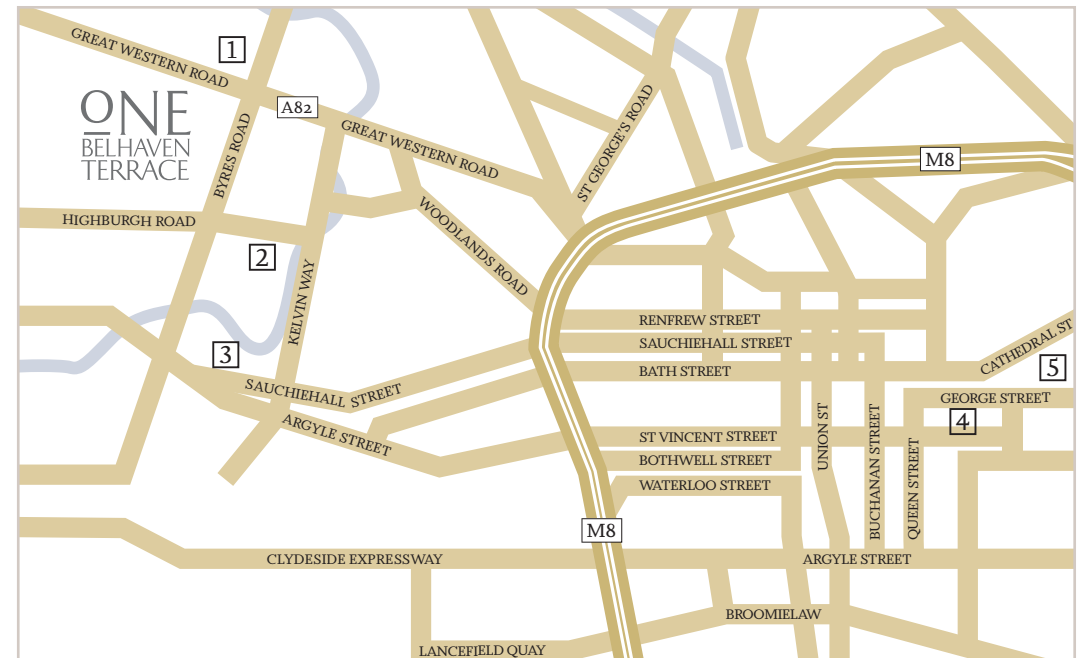 1
GREAT WESTERN ROAD
A82
ONE
BELHAVEN
TERRACE
BYRES ROAD
GREAT WESTERN ROAD
ST GEORGE'S ROAD
M8
HIGHBURGH ROAD
WOODLANDS ROAD
2
KELVIN WAY
RENFREW STREET
SAUCHIEHALL STREET
3
BATH STREET
CATHEDRAL ST
5
SAUCHIEHALL STREET
GEORGE STREET
4
ARGYLE STREET
ST VINCENT STREET
UNION ST
BUCHANAN STREET
QUEEN STREET
BOTHWELL STREET
WATERLOO STREET
M8
CLYDESIDE EXPRESSWAY
ARGYLE STREET
BROOMIELAW
LANCEFIELD QUAY